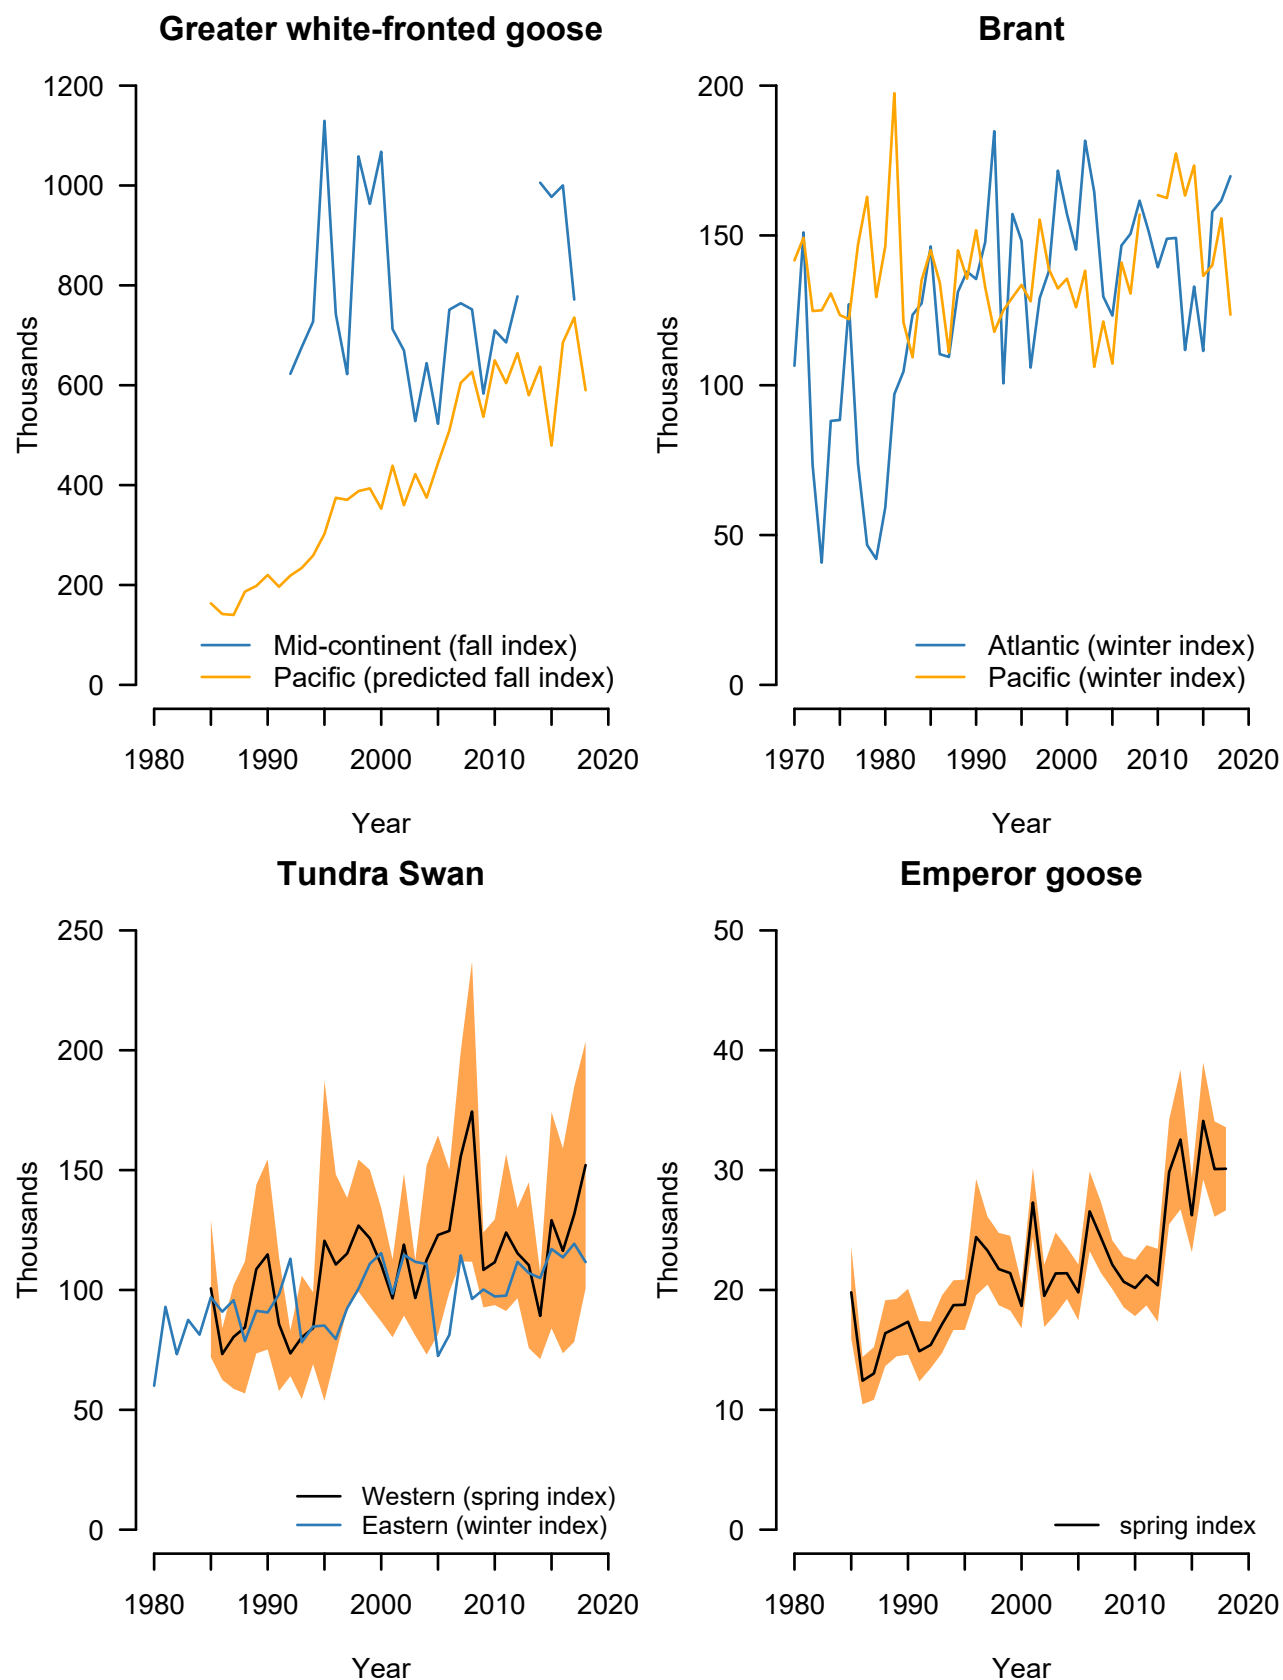 Greater white-fronted goose
Thousands
1200
1000
800
600
400
200
0
Mid-continent (fall index)
Pacific (predicted fall index)
1980 1990 2000 2010 2020
Year
Brant
Thousands
200
150
100
50
0
Atlantic (winter index)
Pacific (winter index)
1970 1980 1990 2000 2010 2020
Year
Tundra Swan
Thousands
250
200
150
100
50
0
Western (spring index)
Eastern (winter index)
1980 1990 2000 2010 2020
Year
Emperor goose
Thousands
50
40
30
20
10
0
spring index
1980 1990 2000 2010 2020
Year